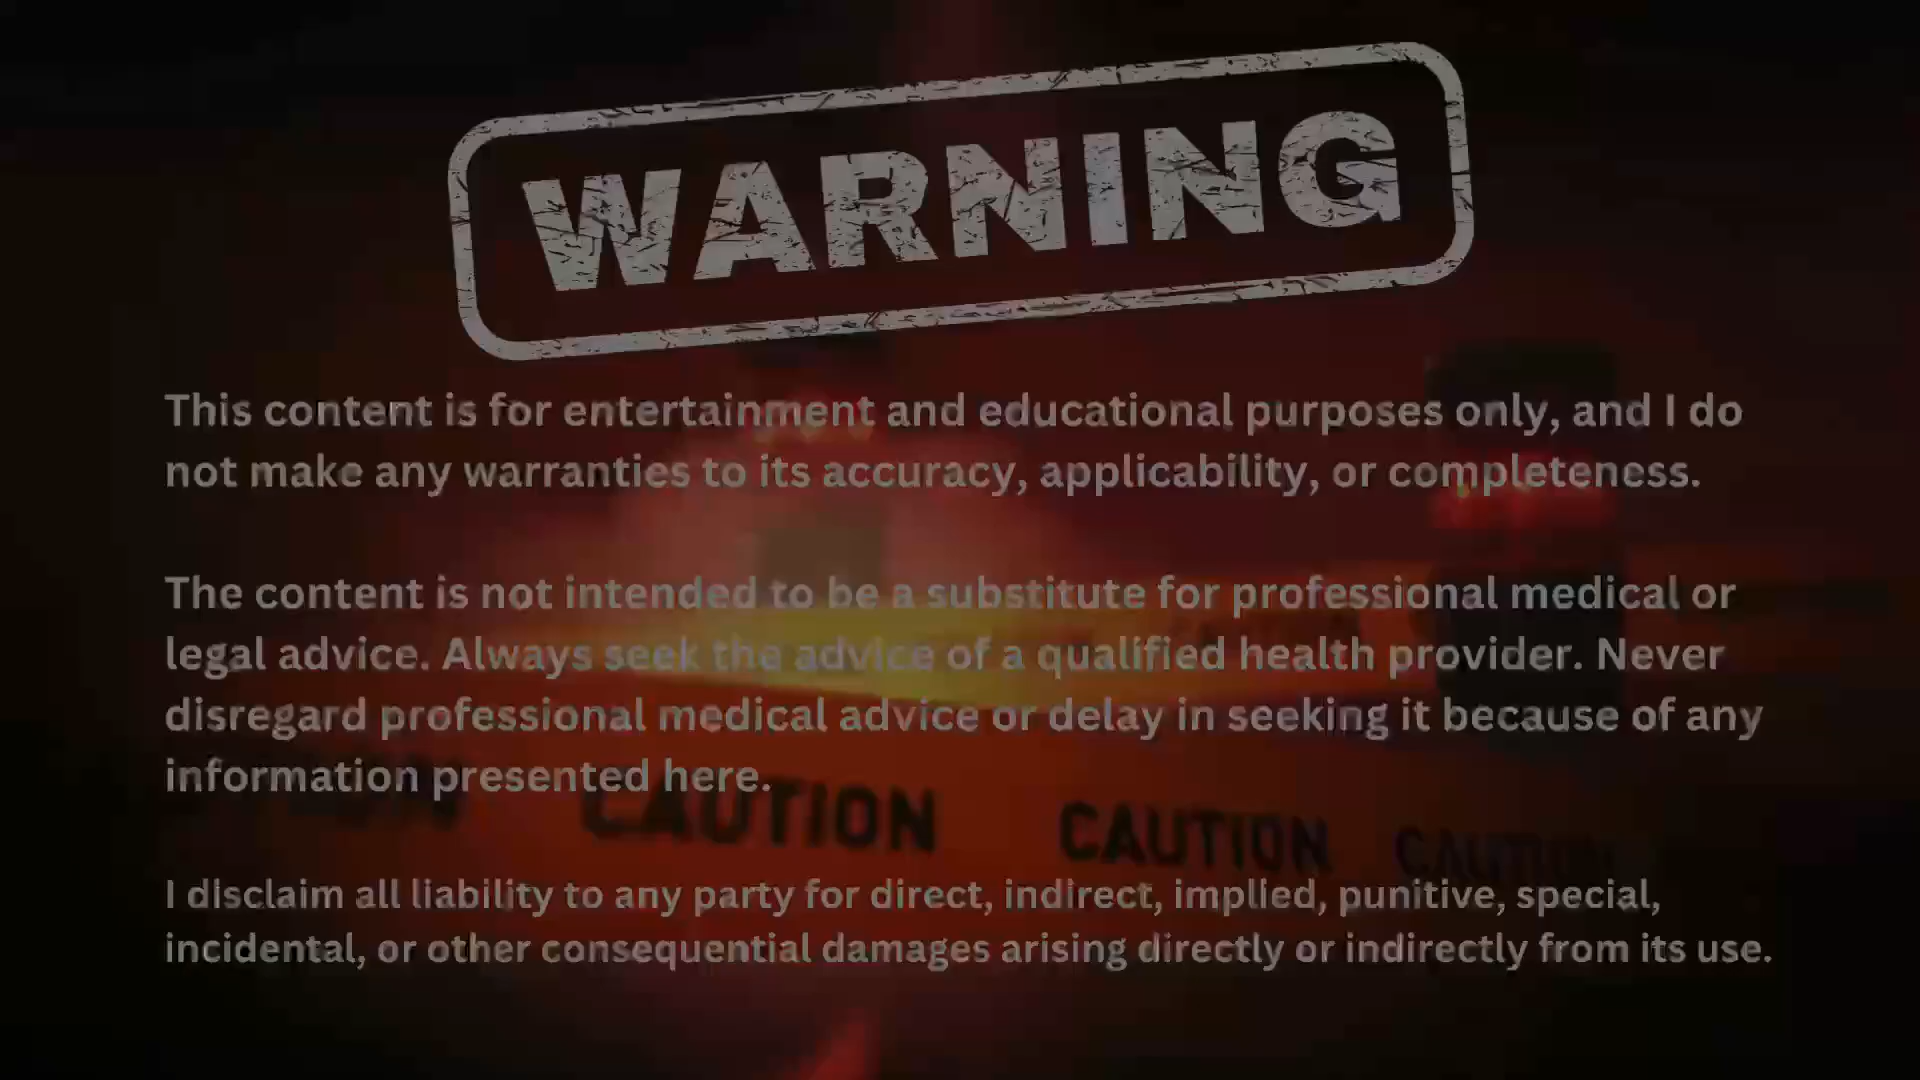 WARNING
This content is for entertainment and educational purposes only, and I do
not make any warranties to its accuracy, applicability, or completeness.
The content is not intended to be a substitute for professional medical or
legal advice. Always seek the advice of a qualified health provider. Never
disregard professional medical advice or delay in seeking it because of any
information presented here.
CAUTION CAUTION CAUTION
I disclaim all liability to any party for direct, indirect, implied, punitive, special,
incidental, or other consequential damages arising directly or indirectly from its use.